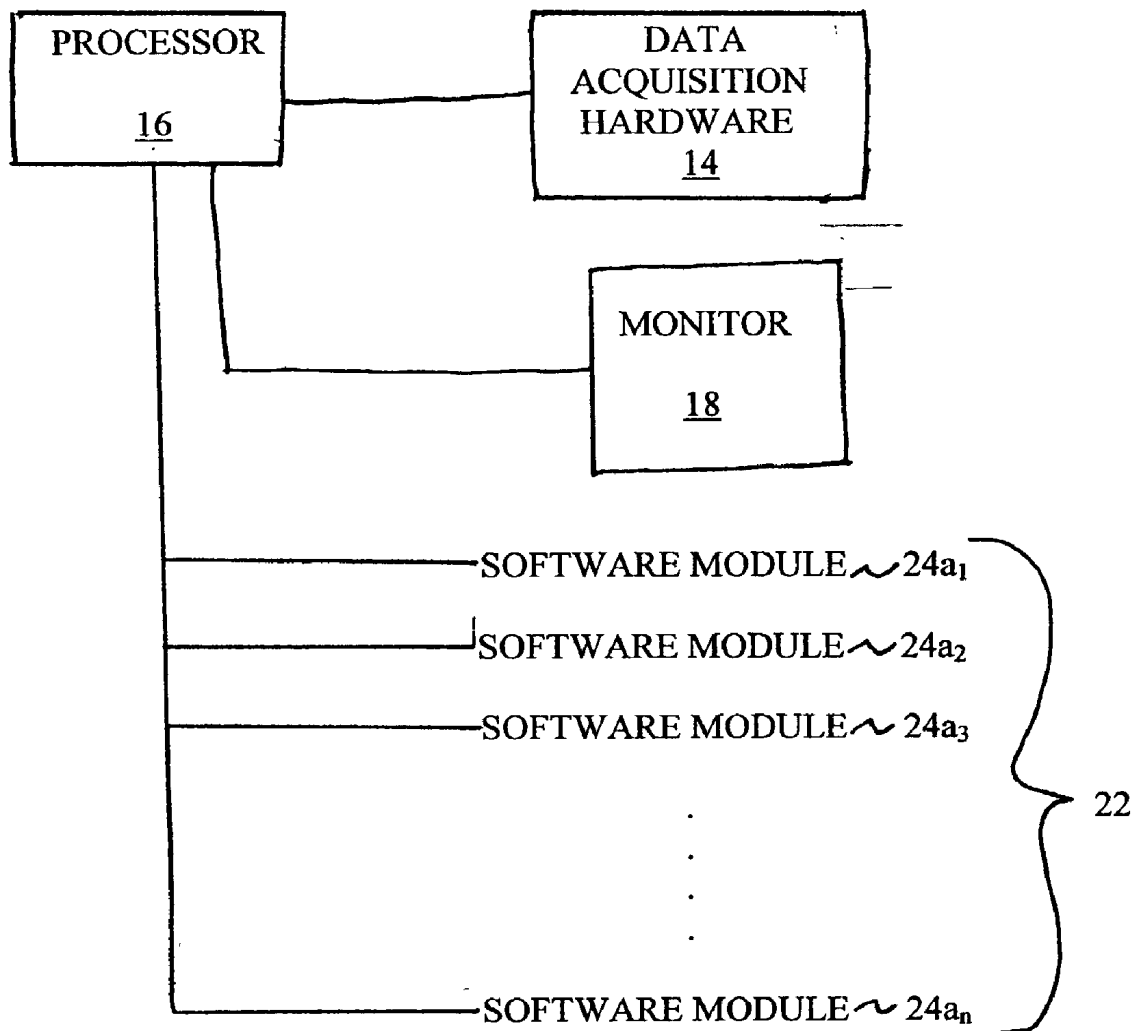 PROCESSOR
16
DATA
ACQUISITION
HARDWARE
14
MONITOR
18
SOFTWARE MODULE 24a₁
SOFTWARE MODULE 24a₂
SOFTWARE MODULE 24a₃
22
SOFTWARE MODULE 24aₙ